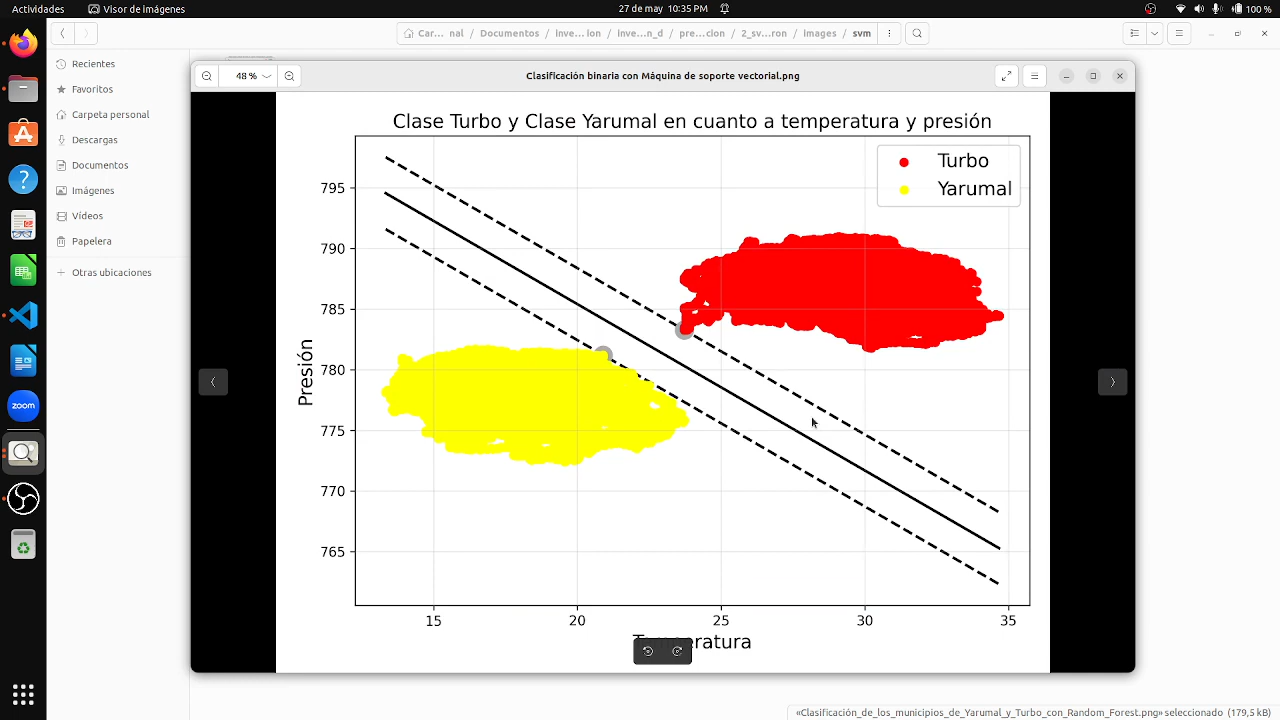 Actividades
Visor de imágenes
27 de may 10:35 PM
100 %
Car… nal / Documentos / Inve… ion / inve…n_d / pre…cion / 2_sv…ron / Images / svm
Recientes
Favoritos
Carpeta personal
Descargas
Documentos
Imágenes
Vídeos
Papelera
Otras ubicaciones
48 %
Clasificación binaria con Máquina de soporte vectorial.png
Clase Turbo y Clase Yarumal en cuanto a temperatura y presión
Turbo
Yarumal
795
790
785
780
775
770
765
Presión
15 20 25 30 35
zoom
«Clasificación_de_los_municipios_de_Yarumal_y_Turbo_con_Random_Forest.png» seleccionado (179,5 kB)